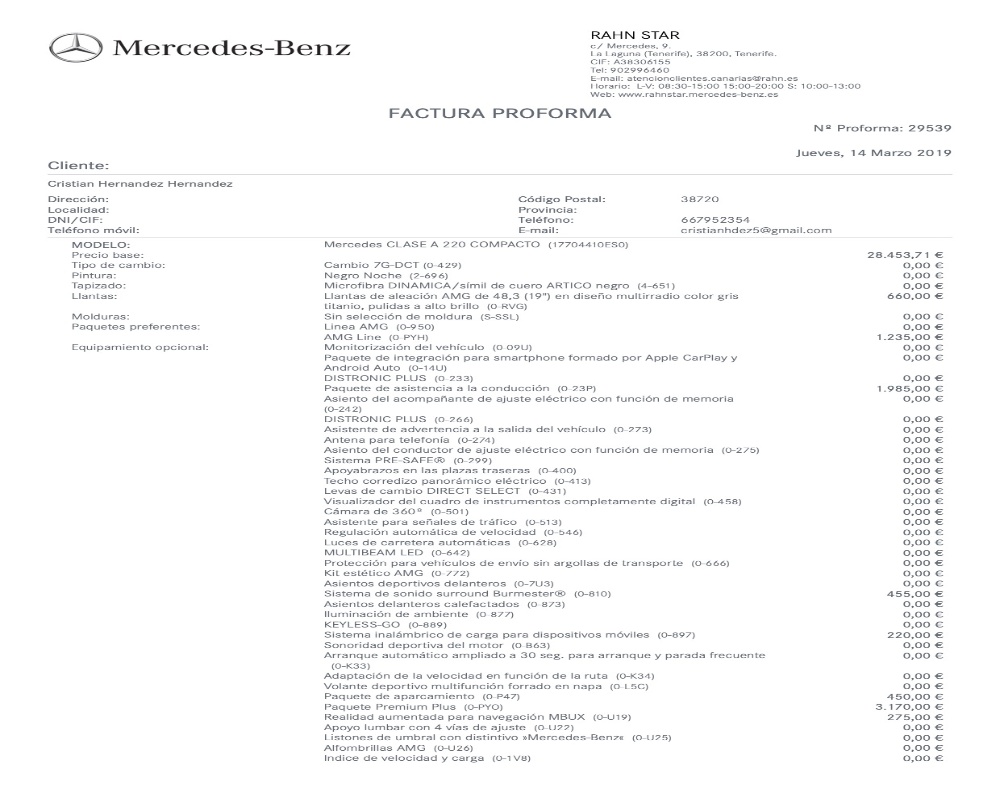 Mercedes-Benz
RAHN STAR
c/ Mercedes, 9.
La Laguna (Tenerife), 38200, Tenerife.
CIF: A38306155
Tel: 902996460
E-mail: atencionclientes.canarias@rahn.es
Horario: L-V: 08:30-15:00 15:00-20:00 S: 10:00-13:00
Web: www.rahnstar.mercedes-benz.es
FACTURA PROFORMA
Nº Proforma: 29539
Jueves, 14 Marzo 2019
Cliente:
Cristian Hernandez Hernandez
Dirección: Código Postal: 38720
Localidad: Provincia:
DNI/CIF: Teléfono: 667952354
Teléfono móvil: E-mail: cristianhdez5@gmail.com
MODELO: Mercedes CLASE A 220 COMPACTO (17704410ES0)
Precio base: 28.453,71 €
Tipo de cambio: Cambio 7G-DCT (0-429) 0,00 €
Pintura: Negro Noche (2-696) 0,00 €
Tapizado: Microfibra DINAMICA/símil de cuero ARTICO negro (4-651) 0,00 €
Llantas: Llantas de aleación AMG de 48,3 (19") en diseño multirradio color gris 660,00 €
titanio, pulidas a alto brillo (0-RVG)
Molduras: Sin selección de moldura (S-SSL) 0,00 €
Paquetes preferentes: Línea AMG (0-950) 0,00 €
AMG Line (0-PYH) 1.235,00 €
Equipamiento opcional: Monitorización del vehículo (0-09U) 0,00 €
Paquete de integración para smartphone formado por Apple CarPlay y 0,00 €
Android Auto (0-14U)
DISTRONIC PLUS (0-233) 0,00 €
Paquete de asistencia a la conducción (0-23P) 1.985,00 €
Asiento del acompañante de ajuste eléctrico con función de memoria 0,00 €
(0-242)
DISTRONIC PLUS (0-266) 0,00 €
Asistente de advertencia a la salida del vehículo (0-273) 0,00 €
Antena para telefonía (0-274) 0,00 €
Asiento del conductor de ajuste eléctrico con función de memoria (0-275) 0,00 €
Sistema PRE-SAFE® (0-299) 0,00 €
Apoyabrazos en las plazas traseras (0-400) 0,00 €
Techo corredizo panorámico eléctrico (0-413) 0,00 €
Levas de cambio DIRECT SELECT (0-431) 0,00 €
Visualizador del cuadro de instrumentos completamente digital (0-458) 0,00 €
Cámara de 360º (0-501) 0,00 €
Asistente para señales de tráfico (0-513) 0,00 €
Regulación automática de velocidad (0-546) 0,00 €
Luces de carretera automáticas (0-628) 0,00 €
MULTIBEAM LED (0-642) 0,00 €
Protección para vehículos de envío sin argollas de transporte (0-666) 0,00 €
Kit estético AMG (0-772) 0,00 €
Asientos deportivos delanteros (0-7U3) 0,00 €
Sistema de sonido surround Burmester® (0-810) 455,00 €
Asientos delanteros calefactados (0-873) 0,00 €
Iluminación de ambiente (0-877) 0,00 €
KEYLESS-GO (0-889) 0,00 €
Sistema inalámbrico de carga para dispositivos móviles (0-897) 220,00 €
Sonoridad deportiva del motor (0-B63) 0,00 €
Arranque automático ampliado a 30 seg. para arranque y parada frecuente 0,00 €
(0-K33)
Adaptación de la velocidad en función de la ruta (0-K34) 0,00 €
Volante deportivo multifunción forrado en napa (0-L5C) 0,00 €
Paquete de aparcamiento (0-P47) 450,00 €
Paquete Premium Plus (0-PYO) 3.170,00 €
Realidad aumentada para navegación MBUX (0-U19) 275,00 €
Apoyo lumbar con 4 vías de ajuste (0-U22) 0,00 €
Listones de umbral con distintivo »Mercedes-Benz« (0-U25) 0,00 €
Alfombrillas AMG (0-U26) 0,00 €
Indice de velocidad y carga (0-1V8) 0,00 €